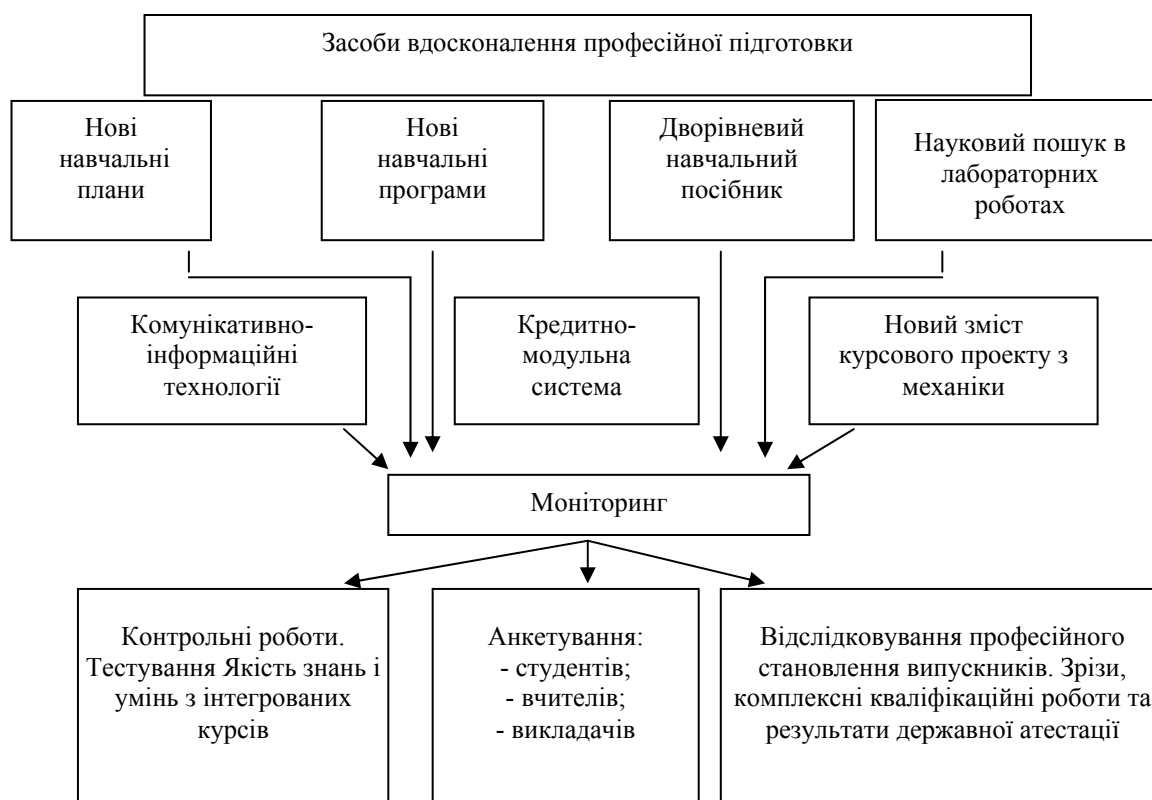 Засоби вдосконалення професійної підготовки
Нові
навчальні
плани
Нові
навчальні
програми
Дворівневий
навчальний
посібник
Науковий пошук в
лабораторних
роботах
Комунікативно-
інформаційні
технології
Кредитно-
модульна
система
Новий зміст
курсового проекту з
механіки
Моніторинг
Контрольні роботи.
Тестування Якість знань і
умінь з інтегрованих
курсів
Анкетування:
- студентів;
- вчителів;
- викладачів
Відслідковування професійного
становлення випускників. Зрізи,
комплексні кваліфікаційні роботи та
результати державної атестації